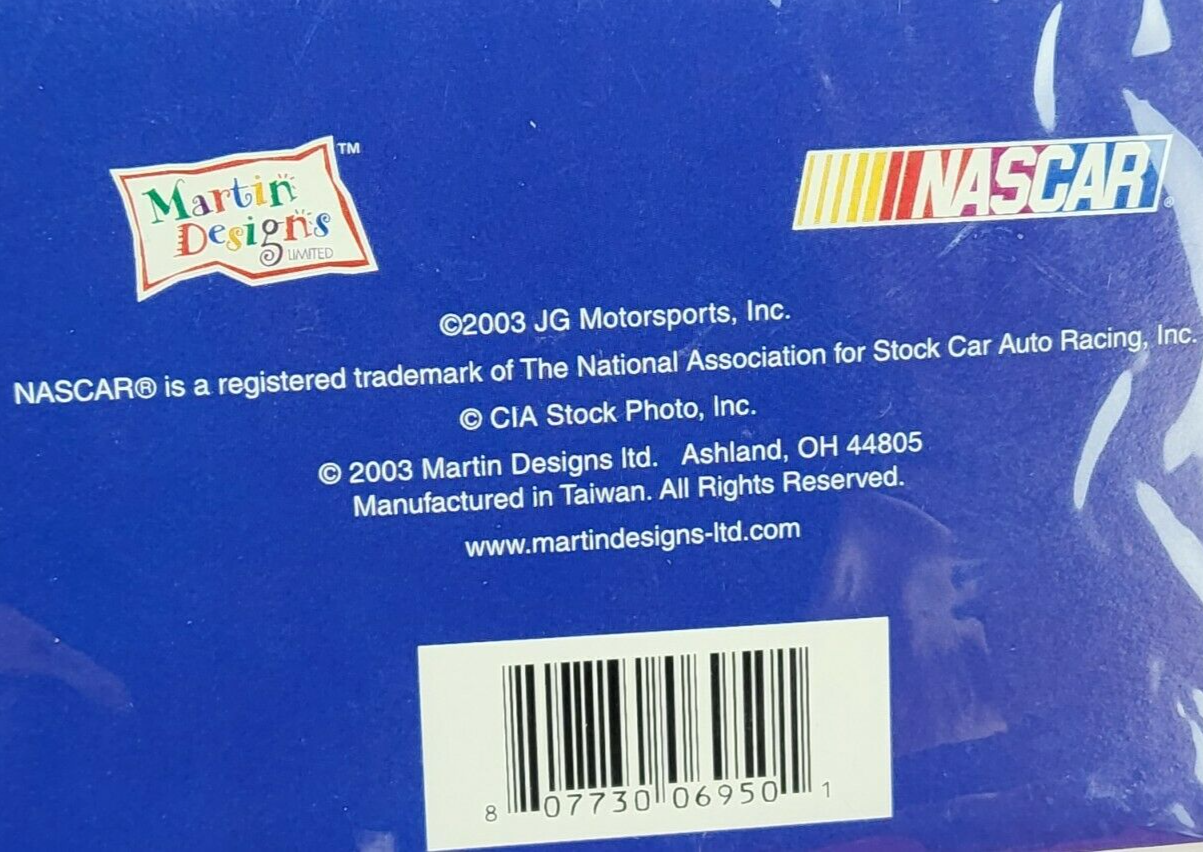 Martin
Designs
LIMITED
TM
NASCAR®
©2003 JG Motorsports, Inc.
NASCAR® is a registered trademark of The National Association for Stock Car Auto Racing, Inc.
© CIA Stock Photo, Inc.
© 2003 Martin Designs ltd. Ashland, OH 44805
Manufactured in Taiwan. All Rights Reserved.
www.martindesigns-ltd.com
8 07730 06950 1